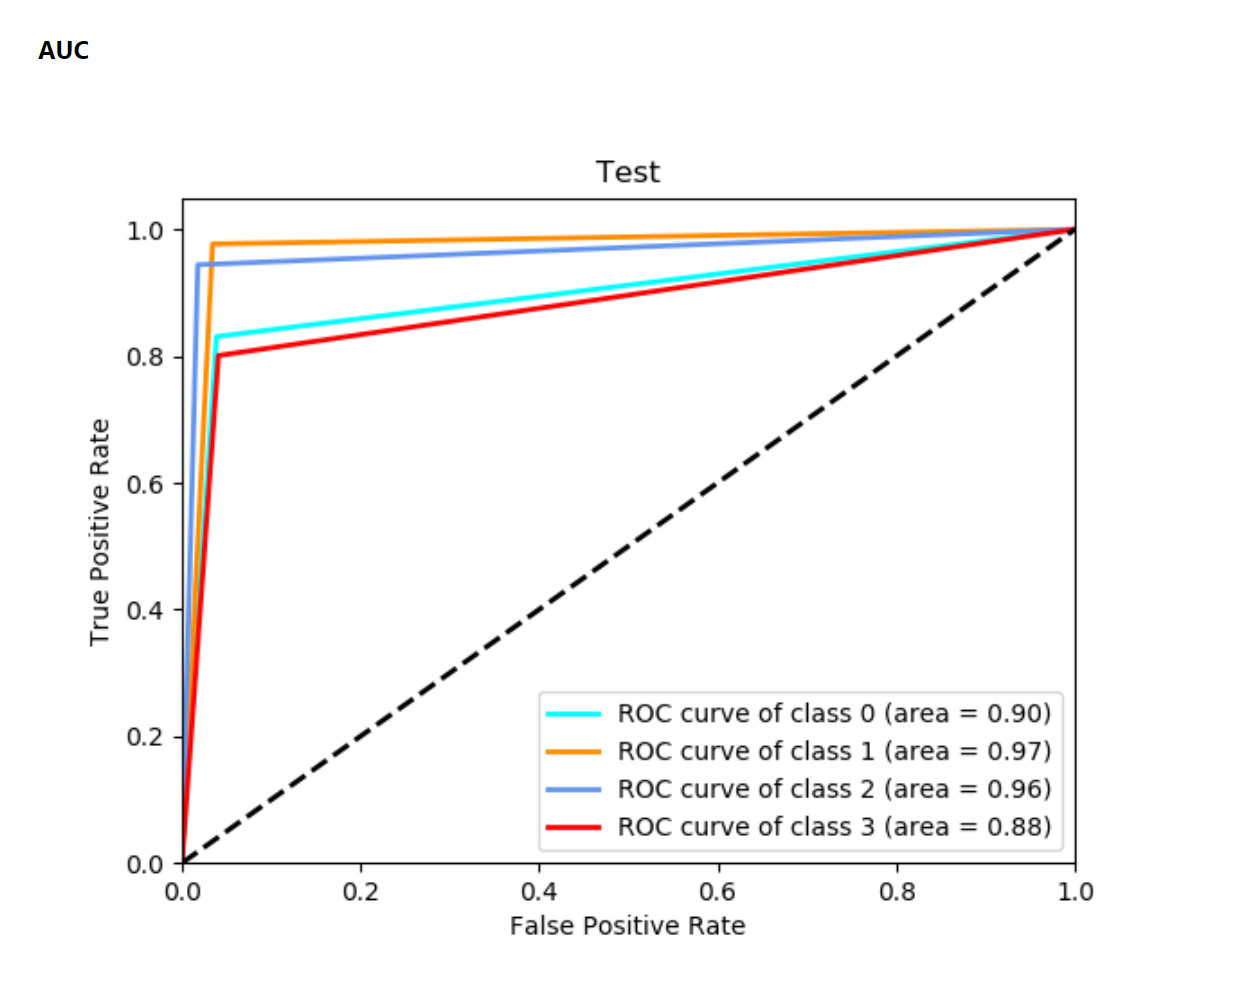 AUC
Test
1.0
0.8
0.6
0.4
0.2
0.0
True Positive Rate
ROC curve of class 0 (area = 0.90)
ROC curve of class 1 (area = 0.97)
ROC curve of class 2 (area = 0.96)
ROC curve of class 3 (area = 0.88)
0.0 0.2 0.4 0.6 0.8 1.0
False Positive Rate